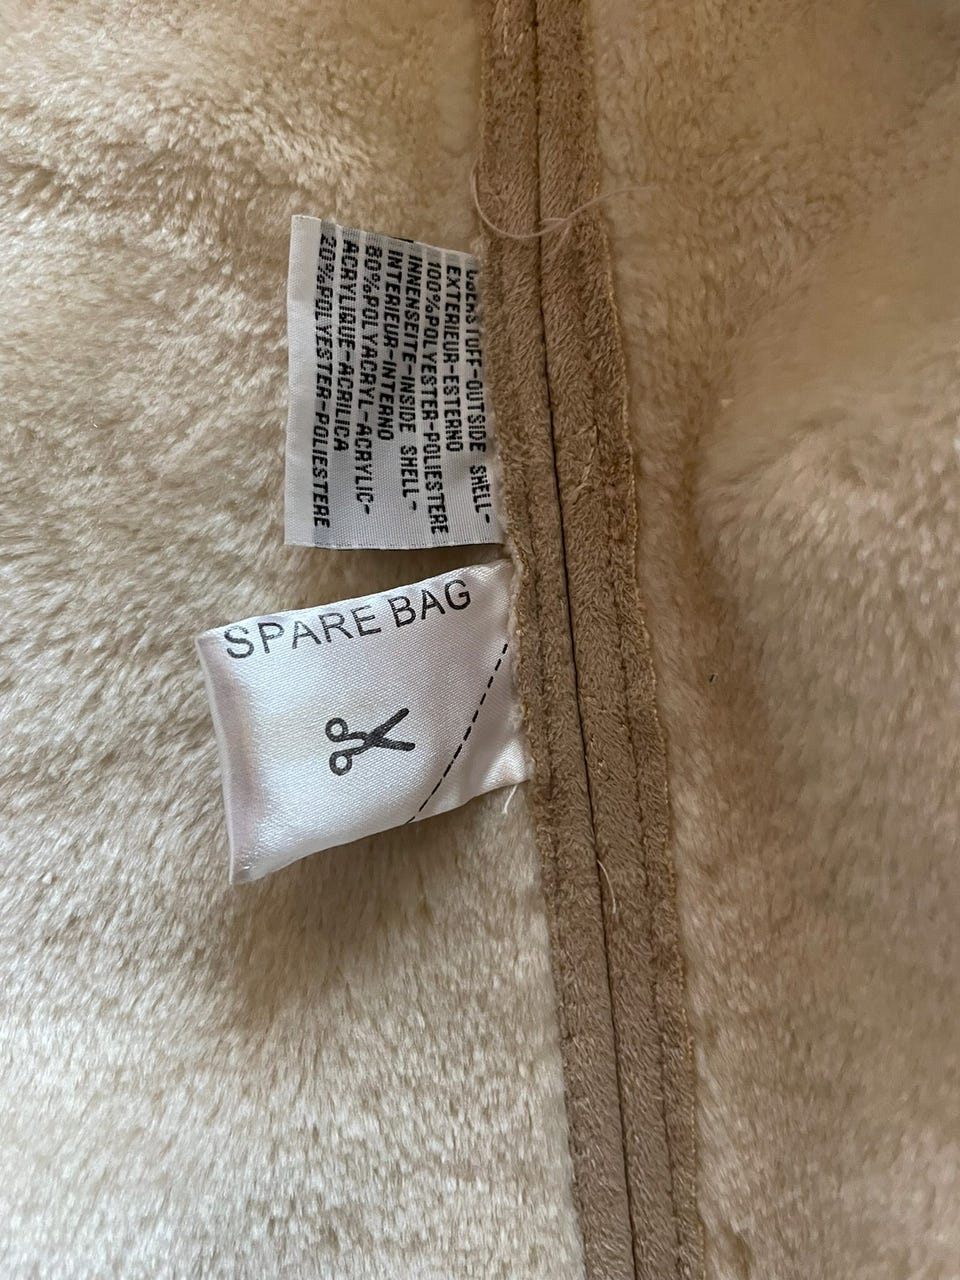 OBERSTOFF-OUTSIDE SHELL-
EXTERIEUR-ESTERNO
100%POLYESTER-POLIESTERE
INNENSEITE-INSIDE SHELL-
INTERIEUR-INTERNO
80%POLYACRYL-ACRYLIC-
ACRYLIQUE-ACRILICA
20%POLYESTER-POLIESTERE
SPARE BAG